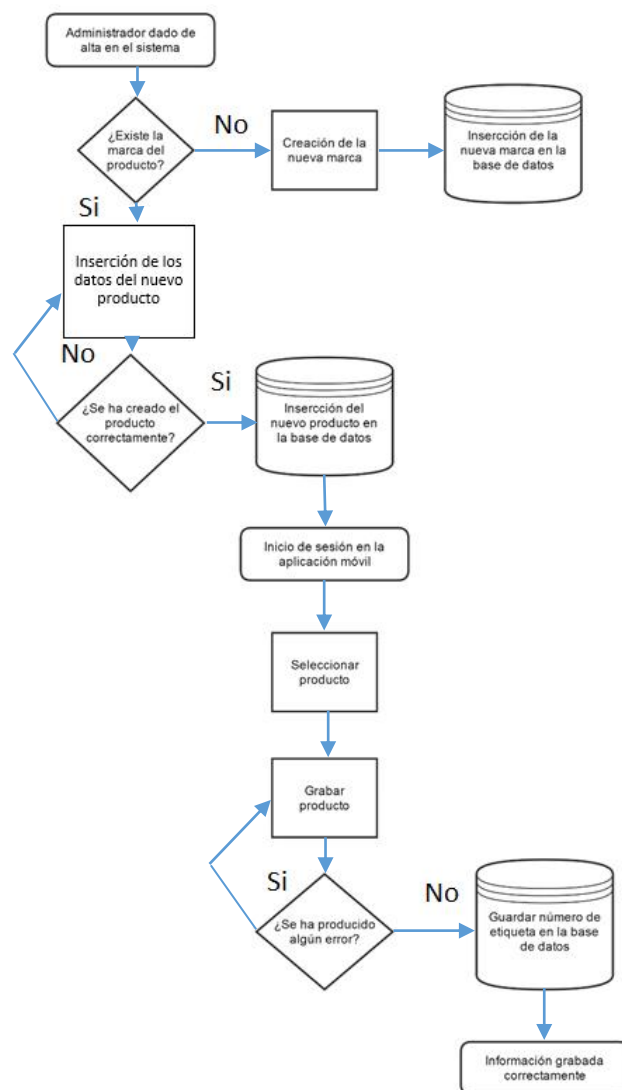 Administrador dado de
alta en el sistema
¿Existe la
marca del
producto?
No
Creación de la
nueva marca
Insercción de la
nueva marca en la
base de datos
Si
Inserción de los
datos del nuevo
producto
No
¿Se ha creado el
producto
correctamente?
Si
Insercción del
nuevo producto en
la base de datos
Inicio de sesión en la
aplicación móvil
Seleccionar
producto
Grabar
producto
Si
¿Se ha producido
algún error?
No
Guardar número de
etiqueta en la base
de datos
Información grabada
correctamente